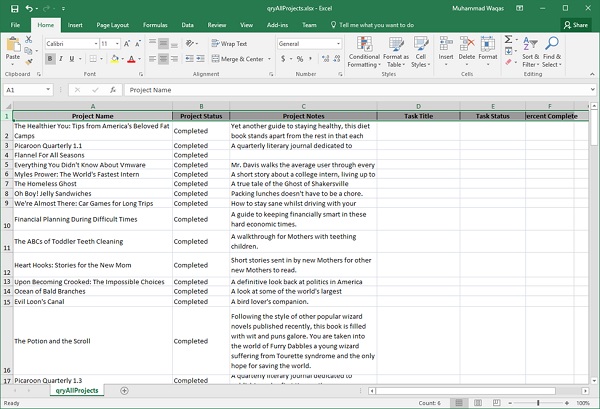 qryAllProjects.xlsx - Excel
Muhammad Waqas
File Home Insert Page Layout Formulas Data Review View Add-ins Team Tell me what you want to do Share
Calibri 11 Wrap Text General
Paste B I U Merge & Center $ % Conditional Formatting Format as Table Cell Styles Insert Delete Format Sort & Filter Find & Select
Clipboard Font Alignment Number Styles Cells Editing
A1 fx Project Name
A B C D E F
1 Project Name Project Status Project Notes Task Title Task Status ercent Complete
The Healthier You: Tips from America's Beloved Fat Yet another guide to staying healthy, this diet
2 Camps Completed book stands apart from the rest in that each
3 Picaroon Quarterly 1.1 Completed A quarterly literary journal dedicated to
4 Flannel For All Seasons Completed
5 Everything You Didn't Know About Vmware Completed Mr. Davis walks the average user through every
6 Myles Prower: The World's Fastest Intern Completed A short story about a college intern, living up to
7 The Homeless Ghost Completed A true tale of the Ghost of Shakersville
8 Oh Boy! Jelly Sandwiches Completed Packing lunches doesn't have to be a chore.
9 We're Almost There: Car Games for Long Trips Completed How to stay sane whilst driving with your
A guide to keeping financially smart in these
10 Financial Planning During Difficult Times Completed hard economic times.
A walkthrough for Mothers with teething
11 The ABCs of Toddler Teeth Cleaning Completed children.
Short stories sent in by new Mothers for other
12 Heart Hooks: Stories for the New Mom Completed new Mothers to read.
13 Upon Becoming Crooked: The Impossible Choices Completed A definitive look back at politics in America
14 Ocean of Bald Branches Completed A look at some of the world's largest
15 Evil Loon's Canal Completed A bird lover's companion.
Following the style of other popular wizard
novels published recently, this book is filled
with wit and puns galore. You are taken into
The Potion and the Scroll Completed the world of Furry Dabbles a young wizard
suffering from Tourette syndrome and the only
16 hope for saving the world.
17 Picaroon Quarterly 1.3 Completed A quarterly literary journal dedicated to
qryAllProjects
Ready Count: 6 100%